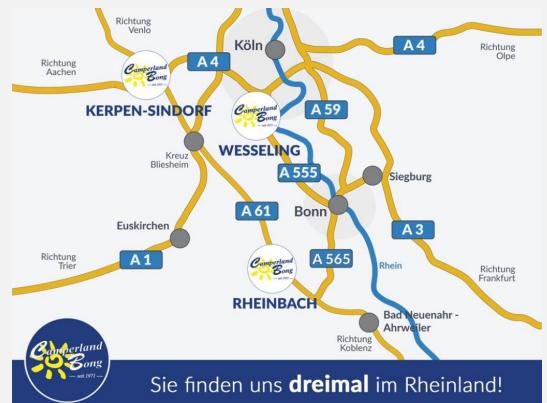 Richtung
Venlo
Köln
A 4
A 4
Richtung
Olpe
Richtung
Aachen
Camperland
Bong
seit 1971
KERPEN-SINDORF
A 59
Camperland
Bong
seit 1971
WESSELING
Kreuz
Bliesheim
A 555
Siegburg
A 61
Bonn
Euskirchen
A 3
A 1
A 565
Richtung
Trier
Camperland
Bong
seit 1971
Rhein
Richtung
Frankfurt
RHEINBACH
Bad Neuenahr -
Ahrweiler
Richtung
Koblenz
Camperland
Bong
seit 1971
Sie finden uns dreimal im Rheinland!